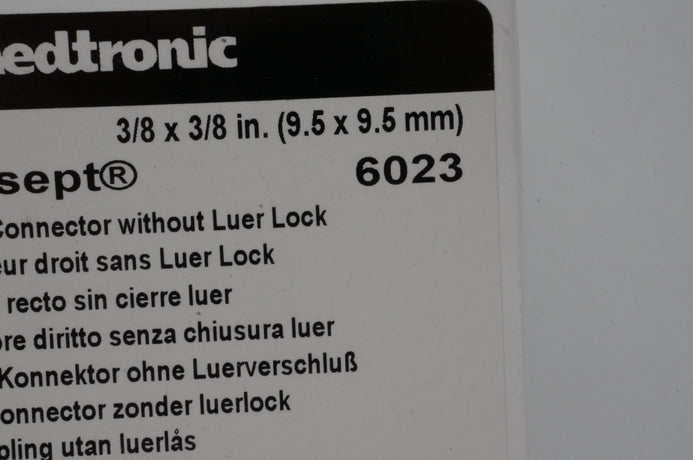 edtronic
3/8 x 3/8 in. (9.5 x 9.5 mm)
sept® 6023
Connector without Luer Lock
eur droit sans Luer Lock
recto sin cierre luer
ore diritto senza chiusura luer
Konnektor ohne Luerverschluß
onnector zonder luerlock
pling utan luerlås